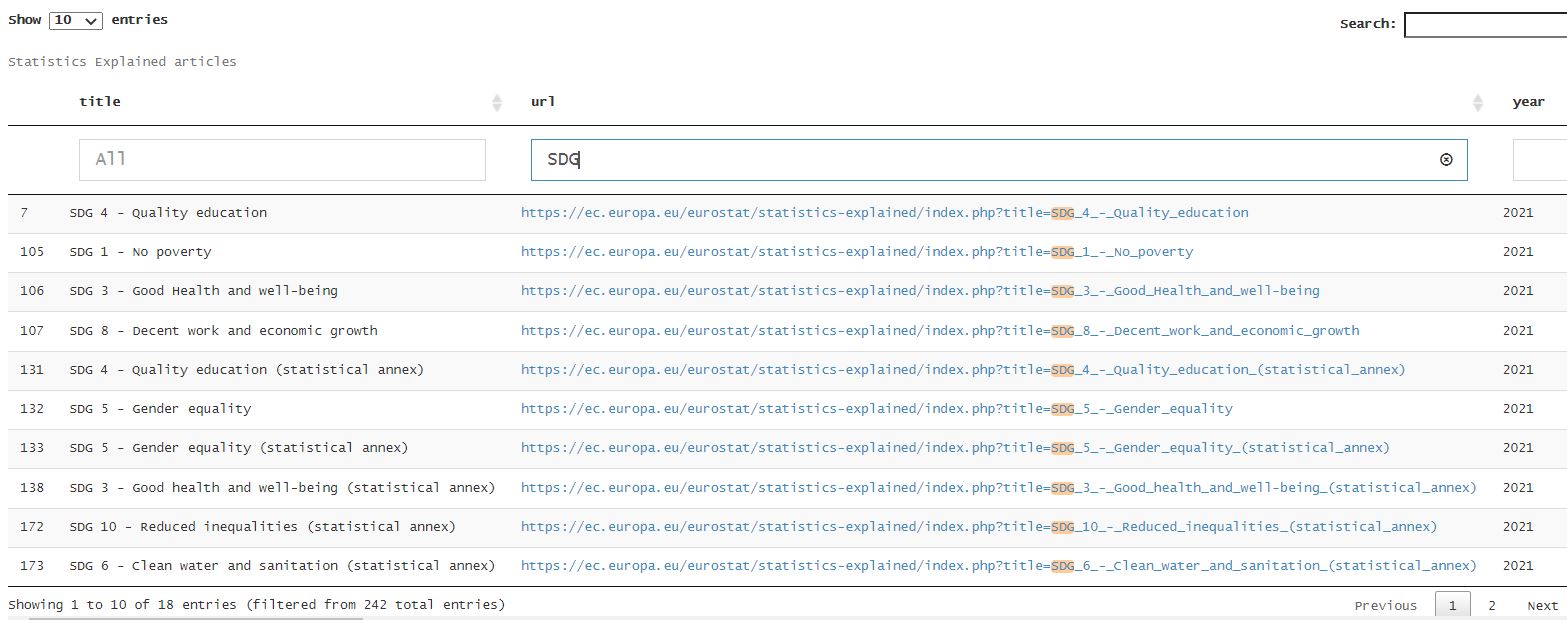 Show 10 entries Search:
Statistics Explained articles
title url year
All SDG
7 SDG 4 - Quality education https://ec.europa.eu/eurostat/statistics-explained/index.php?title=SDG_4_-_Quality_education 2021
105 SDG 1 - No poverty https://ec.europa.eu/eurostat/statistics-explained/index.php?title=SDG_1_-_No_poverty 2021
106 SDG 3 - Good Health and well-being https://ec.europa.eu/eurostat/statistics-explained/index.php?title=SDG_3_-_Good_Health_and_well-being 2021
107 SDG 8 - Decent work and economic growth https://ec.europa.eu/eurostat/statistics-explained/index.php?title=SDG_8_-_Decent_work_and_economic_growth 2021
131 SDG 4 - Quality education (statistical annex) https://ec.europa.eu/eurostat/statistics-explained/index.php?title=SDG_4_-_Quality_education_(statistical_annex) 2021
132 SDG 5 - Gender equality https://ec.europa.eu/eurostat/statistics-explained/index.php?title=SDG_5_-_Gender_equality 2021
133 SDG 5 - Gender equality (statistical annex) https://ec.europa.eu/eurostat/statistics-explained/index.php?title=SDG_5_-_Gender_equality_(statistical_annex) 2021
138 SDG 3 - Good health and well-being (statistical annex) https://ec.europa.eu/eurostat/statistics-explained/index.php?title=SDG_3_-_Good_health_and_well-being_(statistical_annex) 2021
172 SDG 10 - Reduced inequalities (statistical annex) https://ec.europa.eu/eurostat/statistics-explained/index.php?title=SDG_10_-_Reduced_inequalities_(statistical_annex) 2021
173 SDG 6 - Clean water and sanitation (statistical annex) https://ec.europa.eu/eurostat/statistics-explained/index.php?title=SDG_6_-_Clean_water_and_sanitation_(statistical_annex) 2021
Showing 1 to 10 of 18 entries (filtered from 242 total entries) Previous 1 2 Next